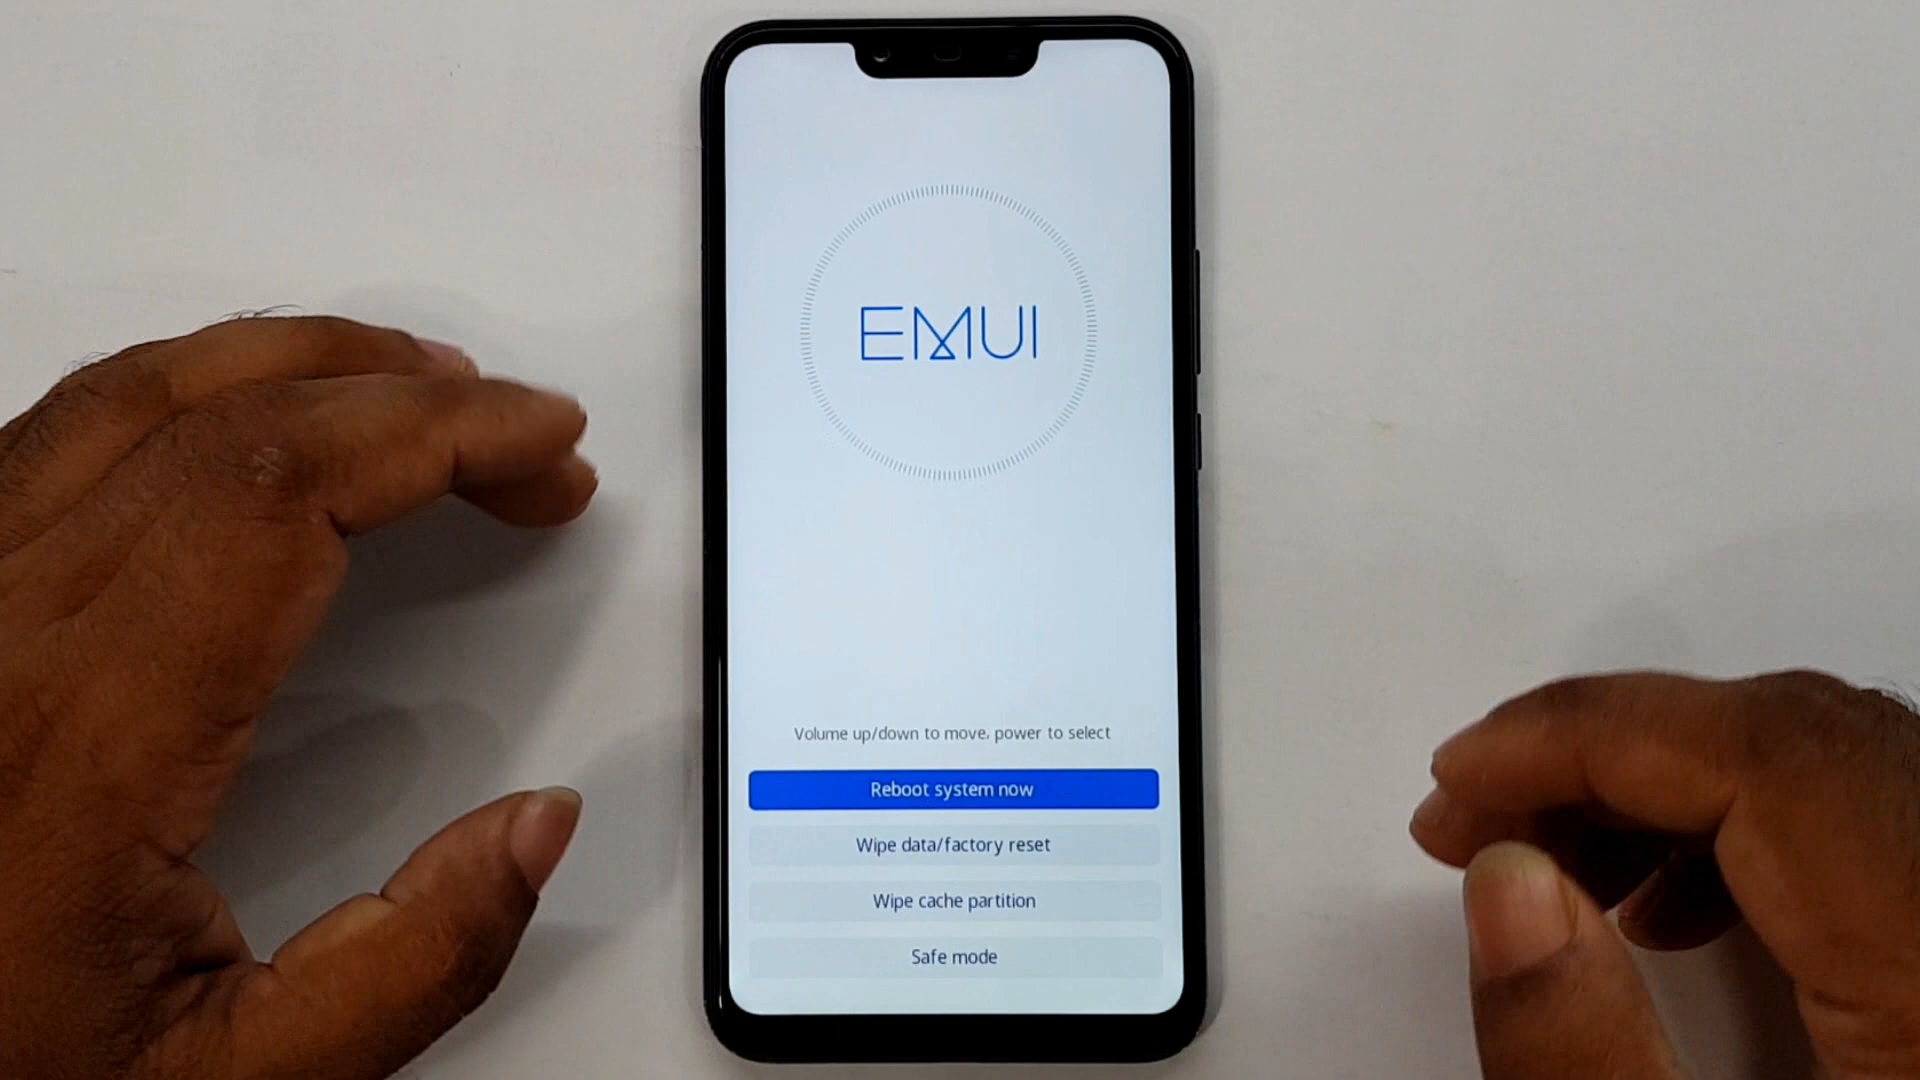 EMUI
Volume up/down to move, power to select
Reboot system now
Wipe data/factory reset
Wipe cache partition
Safe mode